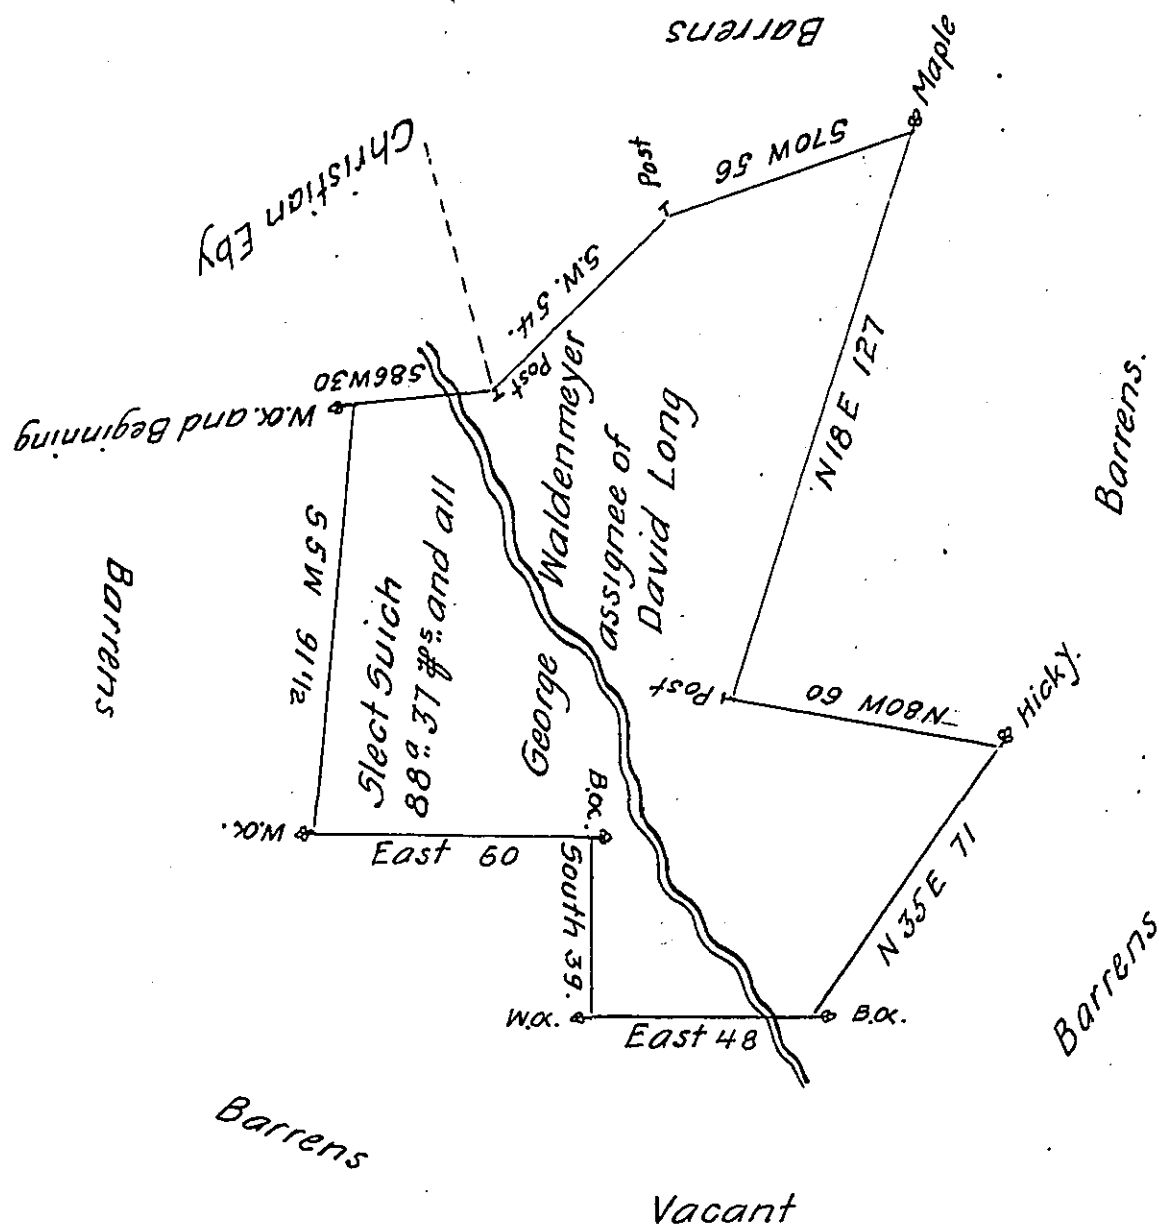 Barrens
Maple
S70W 56
Post
Christian Eby
S.W. 54.
Post
S86W30
W.α. and Beginning
N18E 127
Barrens.
S5W 91½
Barrens
Slect Suich
88a" 37 ps" and all
George Waldenmeyer
assignee of
David Long
Post
N80W 60
Hicky.
W.α.
East 60
B.α.
South 39.
N35E 71
W.α.
East 48
B.α.
Barrens
Barrens
Vacant